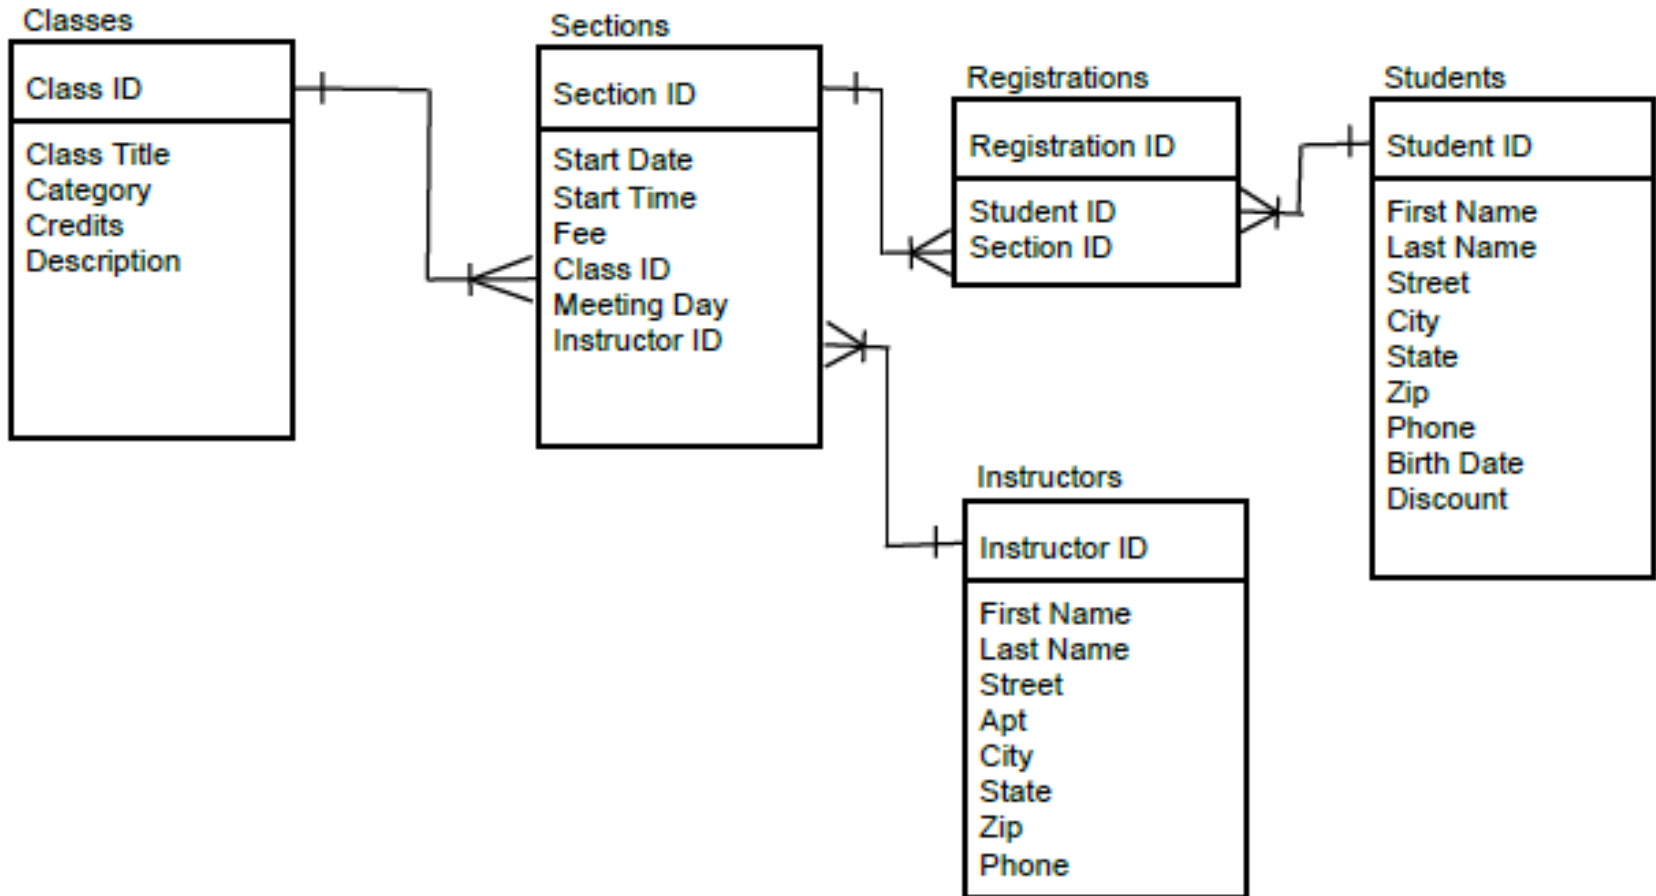 Classes
Class ID
Class Title
Category
Credits
Description
Sections
Section ID
Start Date
Start Time
Fee
Class ID
Meeting Day
Instructor ID
Registrations
Registration ID
Student ID
Section ID
Students
Student ID
First Name
Last Name
Street
City
State
Zip
Phone
Birth Date
Discount
Instructors
Instructor ID
First Name
Last Name
Street
Apt
City
State
Zip
Phone